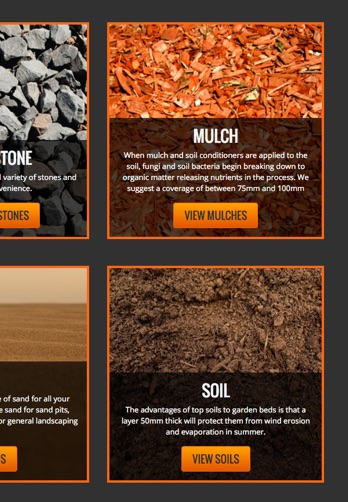 STONE
variety of stones and
venience.
STONES
MULCH
When mulch and soil conditioners are applied to the
soil, fungi and soil bacteria begin breaking down to
organic matter releasing nutrients in the process. We
suggest a coverage of between 75mm and 100mm
VIEW MULCHES
e of sand for all your
e sand for sand pits,
or general landscaping
S
SOIL
The advantages of top soils to garden beds is that a
layer 50mm thick will protect them from wind erosion
and evaporation in summer.
VIEW SOILS